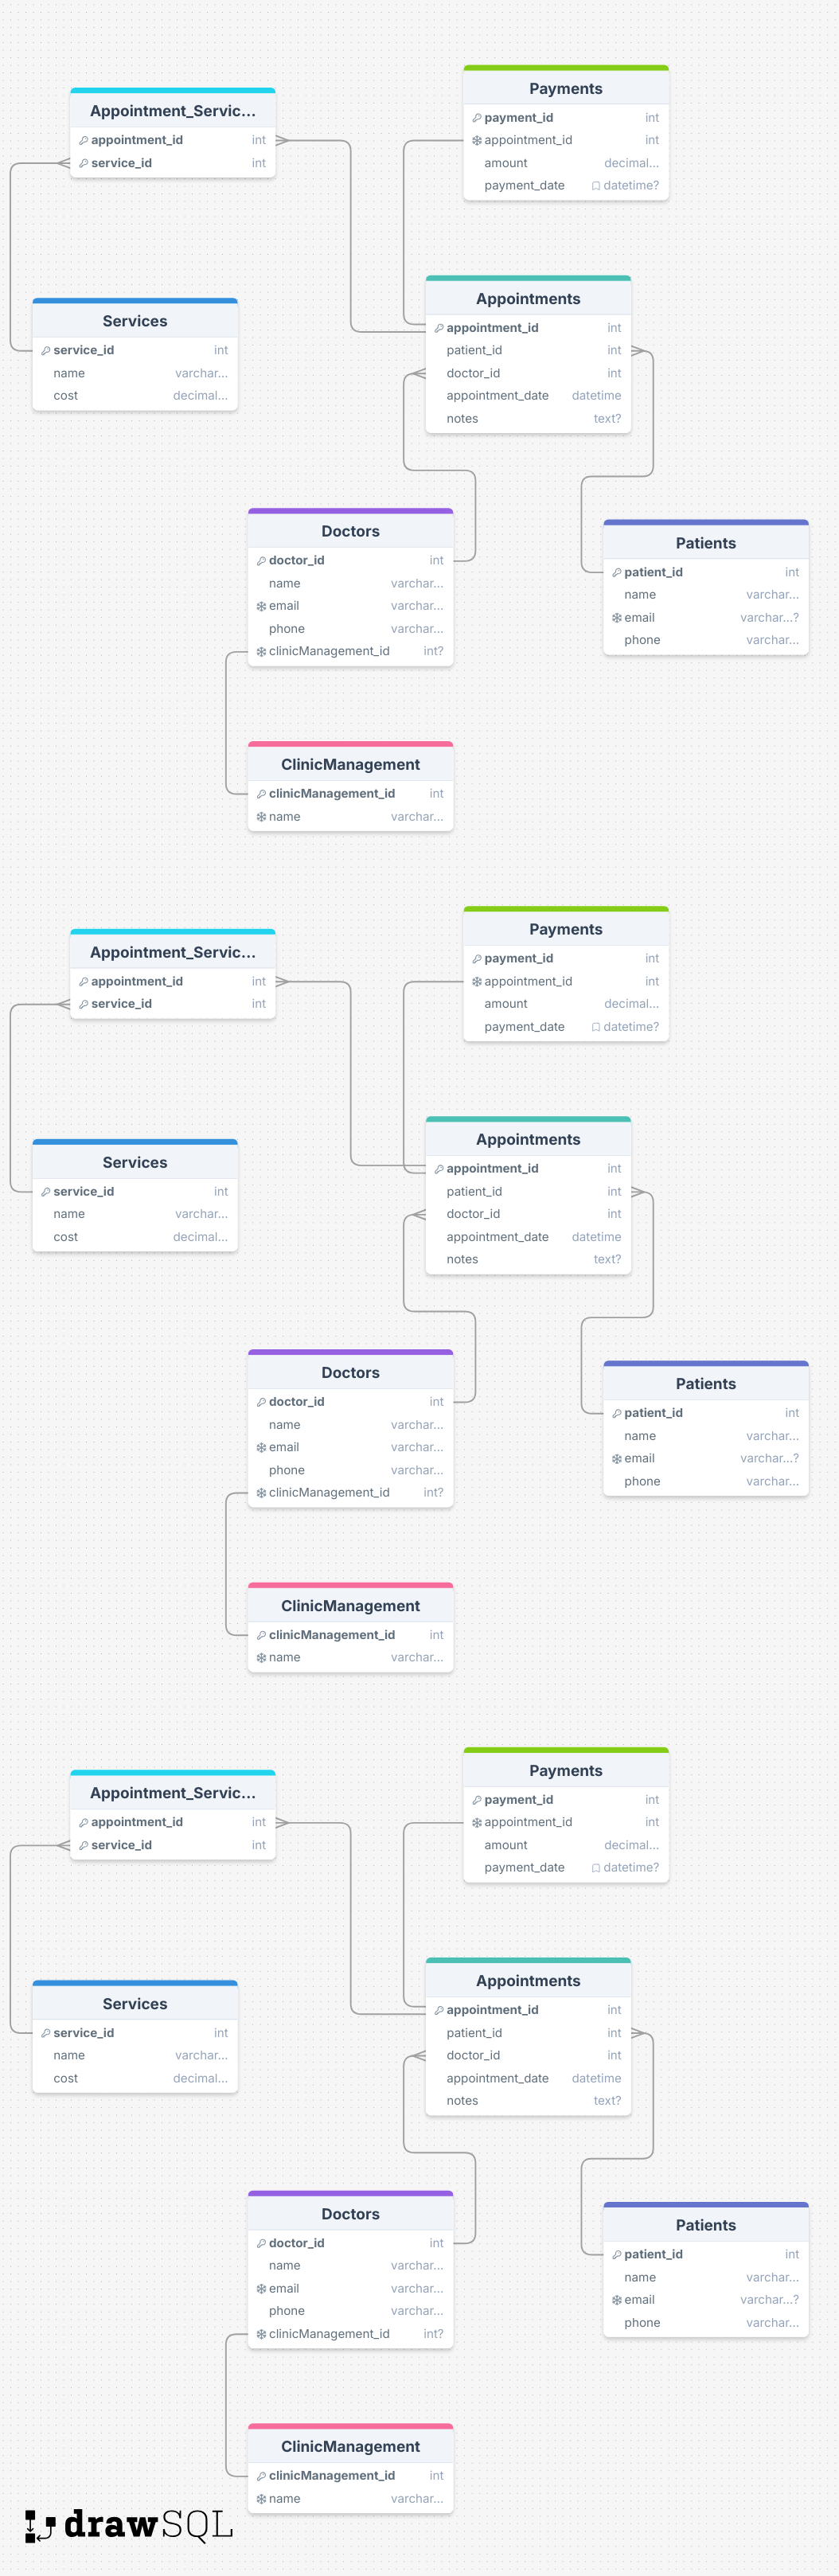 Payments
payment_id int
appointment_id int
amount decimal...
payment_date datetime?
Appointment_Servic...
appointment_id int
service_id int
Appointments
appointment_id int
patient_id int
doctor_id int
appointment_date datetime
notes text?
Services
service_id int
name varchar...
cost decimal...
Doctors
doctor_id int
name varchar...
email varchar...
phone varchar...
clinicManagement_id int?
Patients
patient_id int
name varchar...
email varchar...?
phone varchar...
ClinicManagement
clinicManagement_id int
name varchar...
Payments
payment_id int
appointment_id int
amount decimal...
payment_date datetime?
Appointment_Servic...
appointment_id int
service_id int
Appointments
appointment_id int
patient_id int
doctor_id int
appointment_date datetime
notes text?
Services
service_id int
name varchar...
cost decimal...
Doctors
doctor_id int
name varchar...
email varchar...
phone varchar...
clinicManagement_id int?
Patients
patient_id int
name varchar...
email varchar...?
phone varchar...
ClinicManagement
clinicManagement_id int
name varchar...
Payments
payment_id int
appointment_id int
amount decimal...
payment_date datetime?
Appointment_Servic...
appointment_id int
service_id int
Appointments
appointment_id int
patient_id int
doctor_id int
appointment_date datetime
notes text?
Services
service_id int
name varchar...
cost decimal...
Doctors
doctor_id int
name varchar...
email varchar...
phone varchar...
clinicManagement_id int?
Patients
patient_id int
name varchar...
email varchar...?
phone varchar...
ClinicManagement
clinicManagement_id int
name varchar...
drawSQL